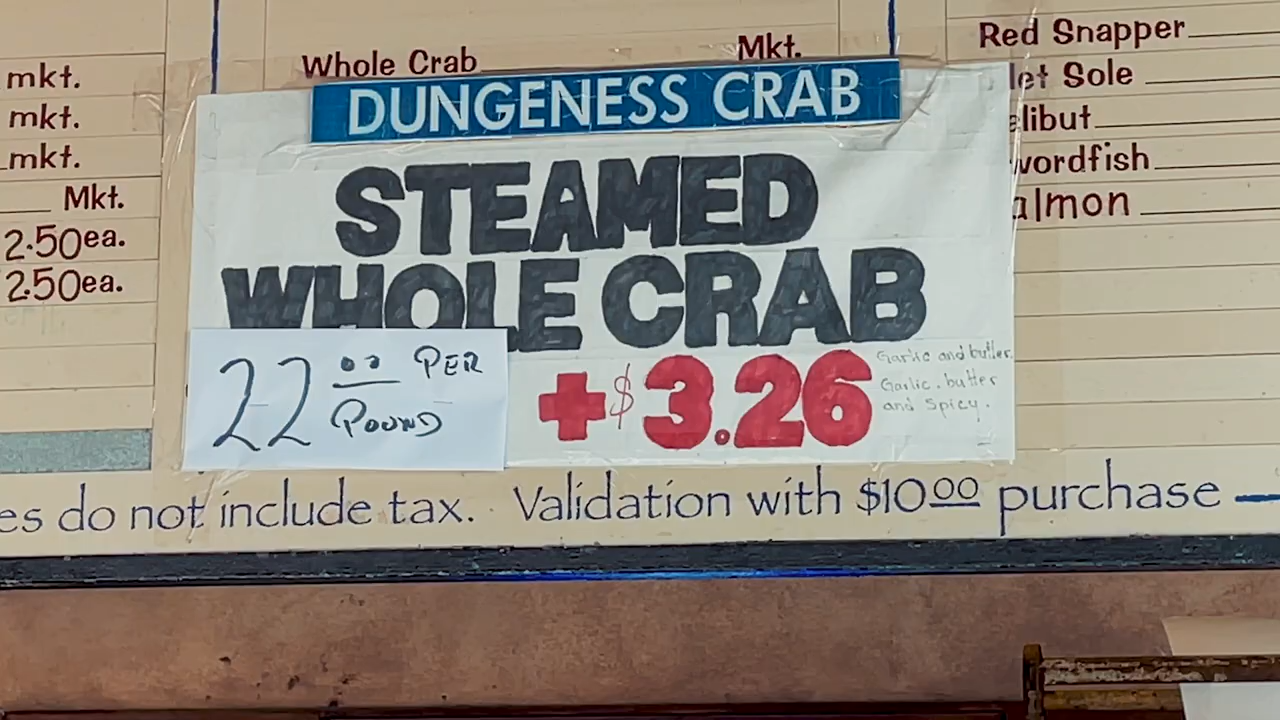 mkt.
mkt.
mkt.
Mkt.
2.50ea.
2.50ea.
Whole Crab Mkt.
DUNGENESS CRAB
STEAMED
WHOLE CRAB
22.00 PER
POUND
+$3.26
Garlic and butter,
Garlic, butter
and spicy.
Red Snapper
let Sole
libut
wordfish
almon
es do not include tax. Validation with $10.00 purchase